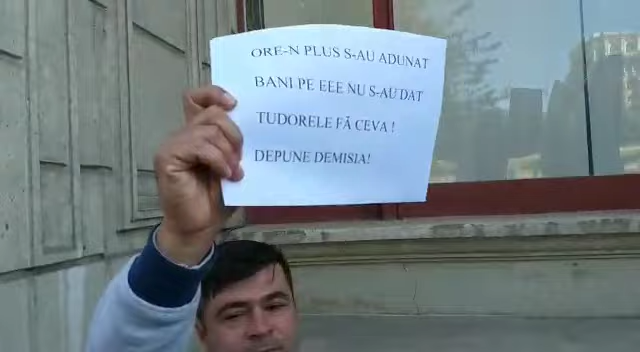 ORE-N PLUS S-AU ADUNAT
BANI PE EEE NU S-AU DAT
TUDORELE FĂ CEVA !
DEPUNE DEMISIA!